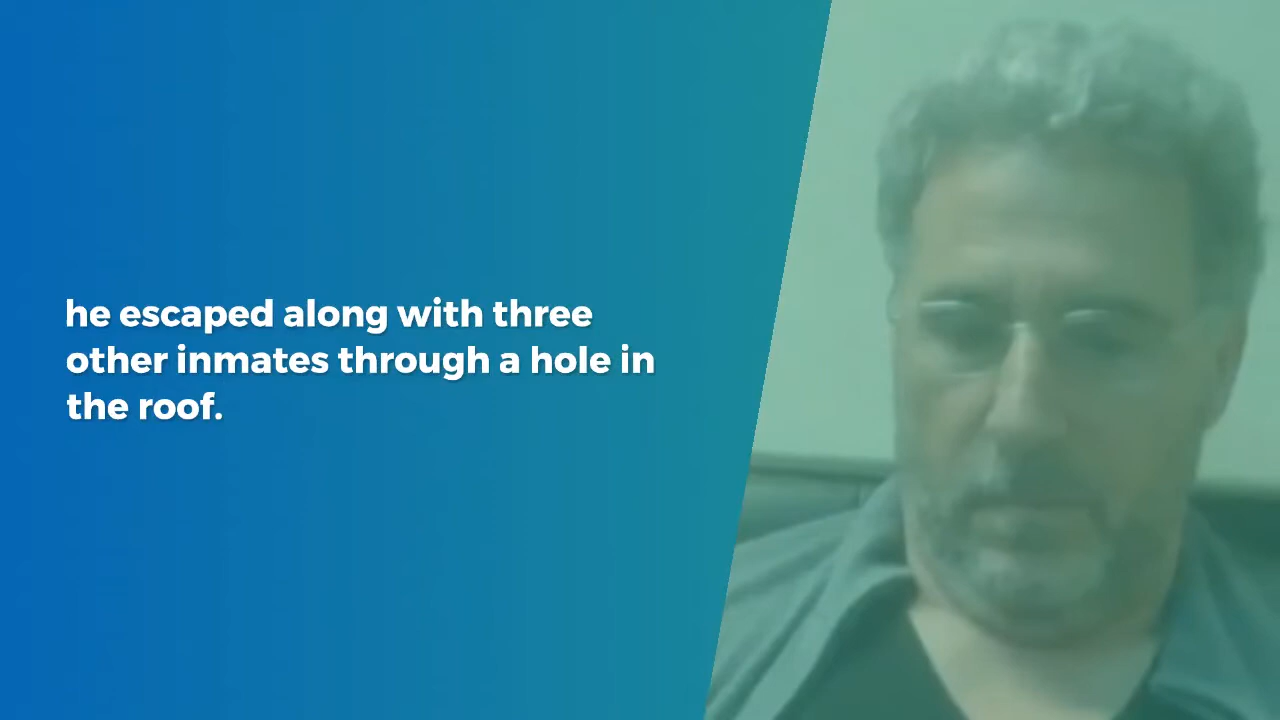 he escaped along with three
other inmates through a hole in
the roof.